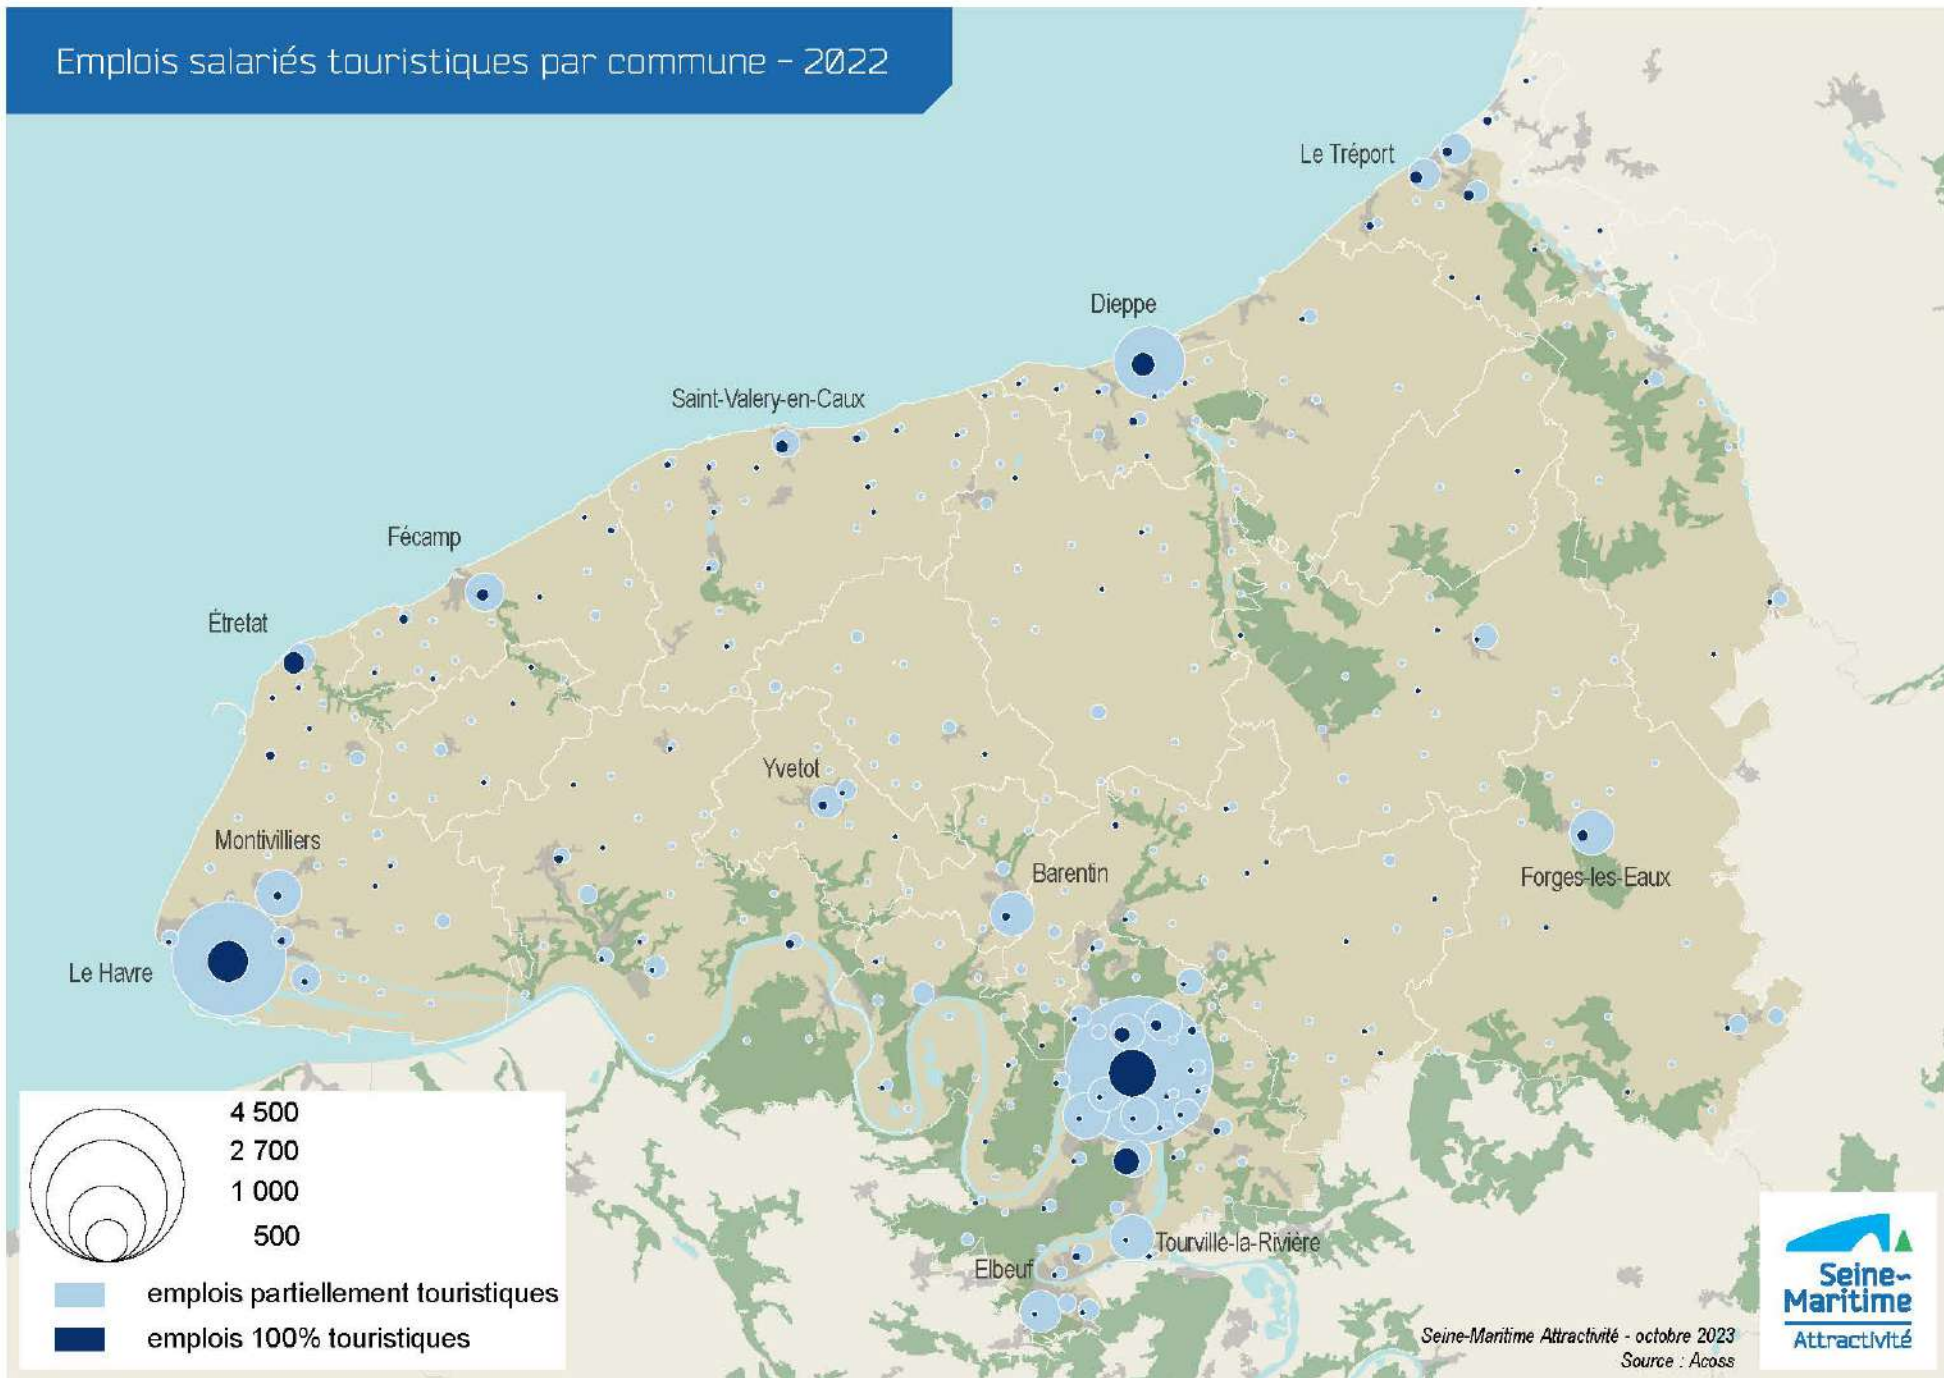 Emplois salariés touristiques par commune - 2022
Le Tréport
Dieppe
Saint-Valery-en-Caux
Fécamp
Étretat
Yvetot
Montivilliers
Barentin
Forges-les-Eaux
Le Havre
Tourville-la-Rivière
Elbeuf
4 500
2 700
1 000
500
emplois partiellement touristiques
emplois 100% touristiques
Seine-Maritime Attractivité - octobre 2023
Source : Acoss
Seine-
Maritime
Attractivité